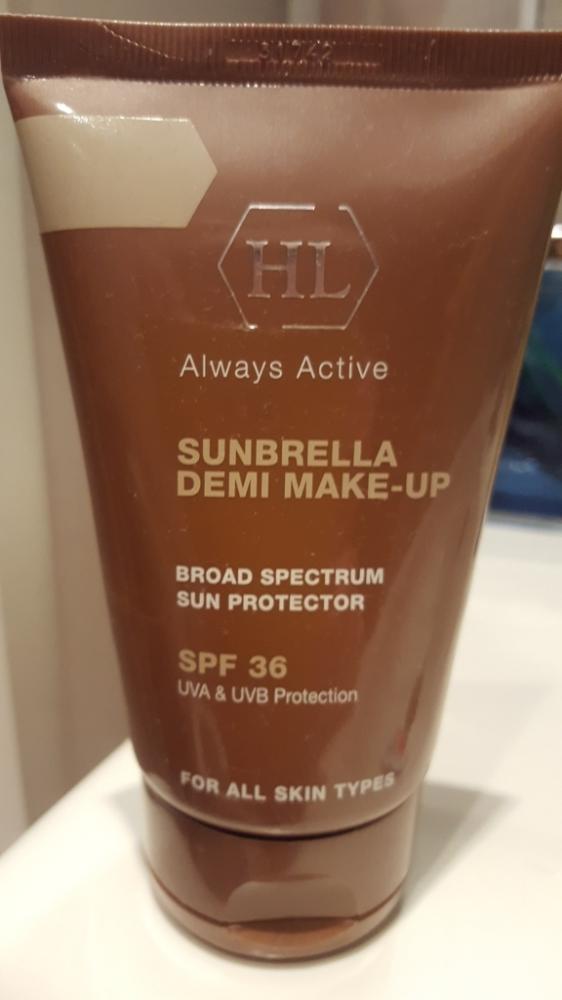 HL
Always Active
SUNBRELLA
DEMI MAKE-UP
BROAD SPECTRUM
SUN PROTECTOR
SPF 36
UVA & UVB Protection
FOR ALL SKIN TYPES